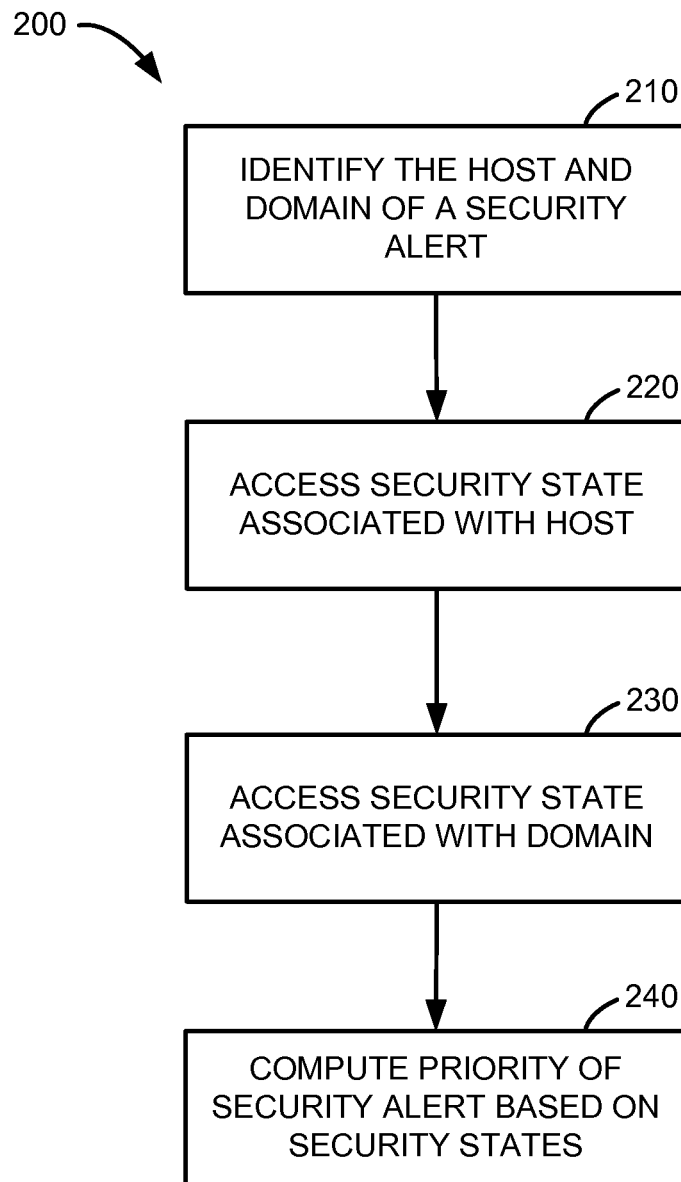 200
210
IDENTIFY THE HOST AND
DOMAIN OF A SECURITY
ALERT
220
ACCESS SECURITY STATE
ASSOCIATED WITH HOST
230
ACCESS SECURITY STATE
ASSOCIATED WITH DOMAIN
240
COMPUTE PRIORITY OF
SECURITY ALERT BASED ON
SECURITY STATES